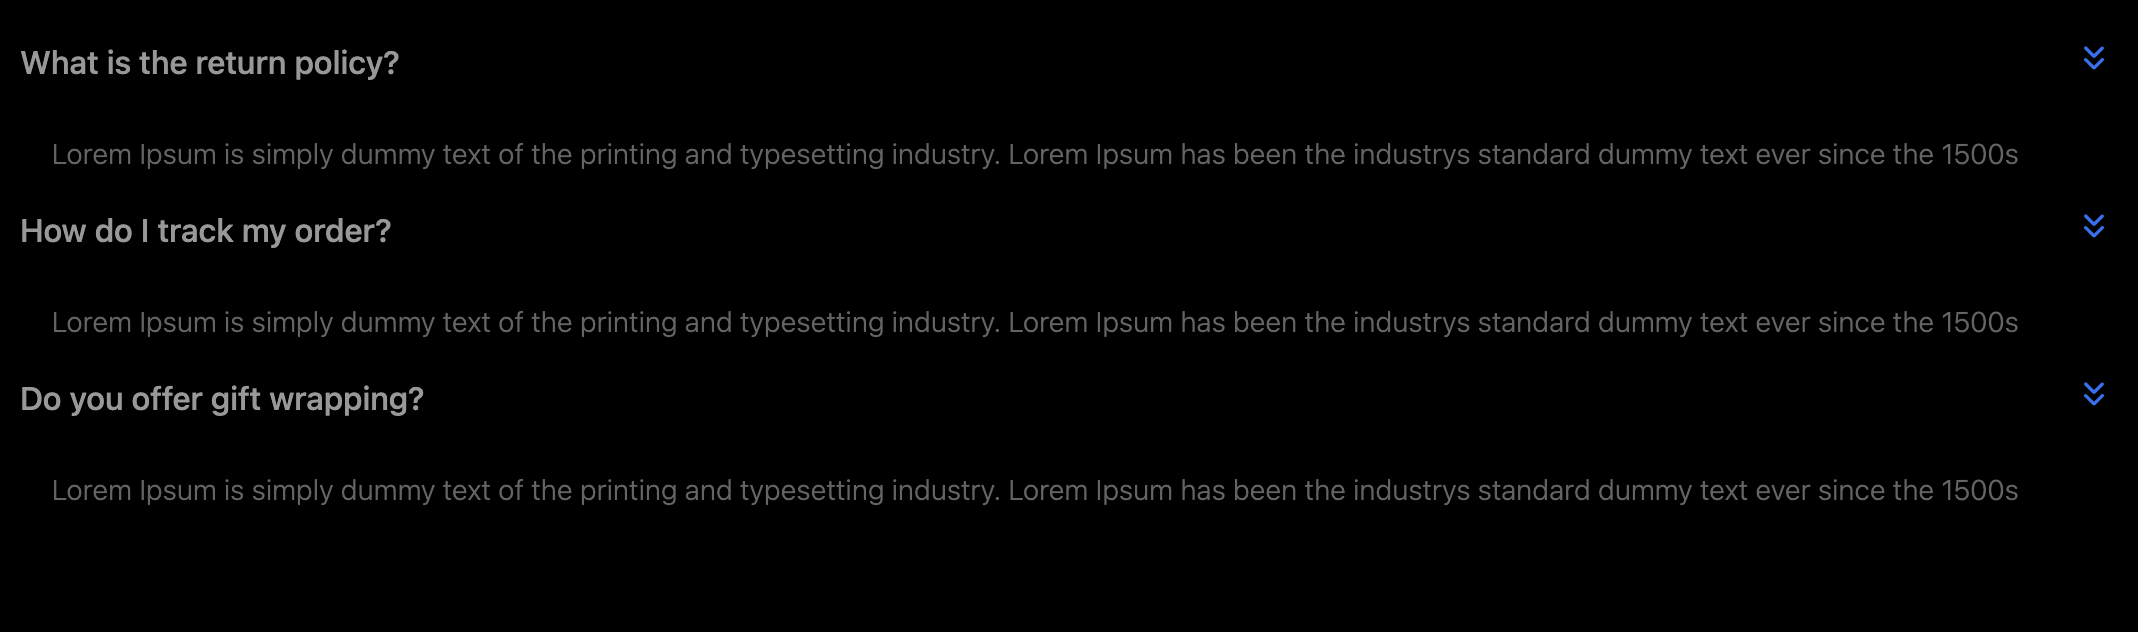 What is the return policy?
Lorem Ipsum is simply dummy text of the printing and typesetting industry. Lorem Ipsum has been the industrys standard dummy text ever since the 1500s
How do I track my order?
Lorem Ipsum is simply dummy text of the printing and typesetting industry. Lorem Ipsum has been the industrys standard dummy text ever since the 1500s
Do you offer gift wrapping?
Lorem Ipsum is simply dummy text of the printing and typesetting industry. Lorem Ipsum has been the industrys standard dummy text ever since the 1500s